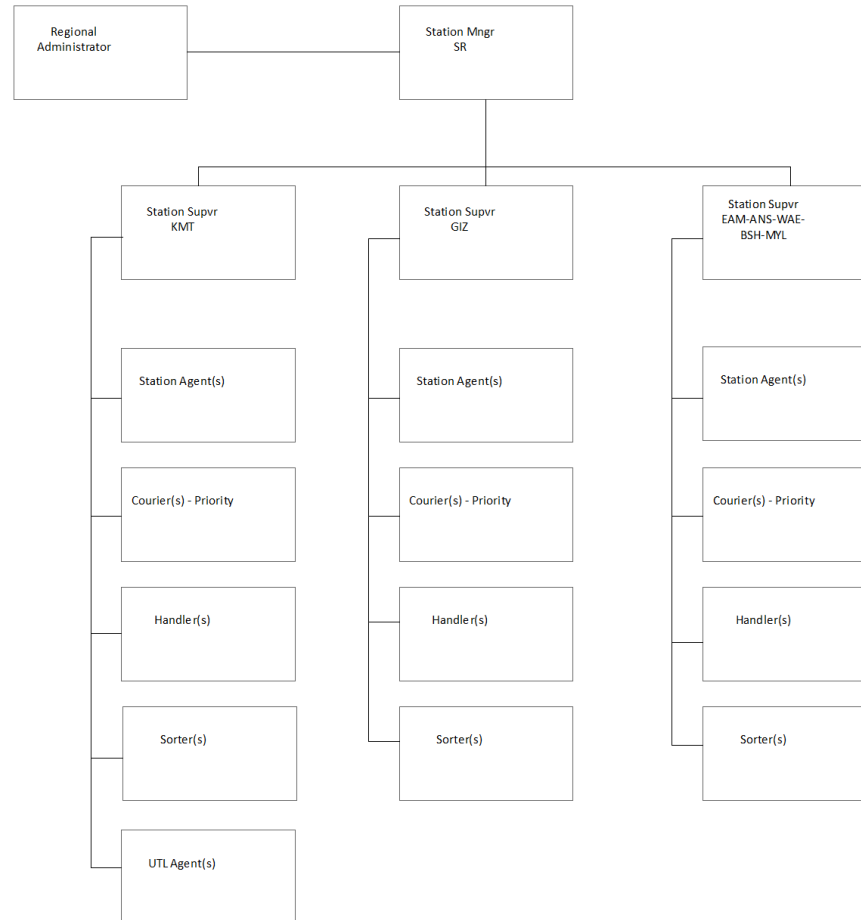 Regional
Administrator
Station Mngr
SR
Station Supvr
KMT
Station Supvr
GIZ
Station Supvr
EAM-ANS-WAE-
BSH-MYL
Station Agent(s)
Station Agent(s)
Station Agent(s)
Courier(s) - Priority
Courier(s) - Priority
Courier(s) - Priority
Handler(s)
Handler(s)
Handler(s)
Sorter(s)
Sorter(s)
Sorter(s)
UTL Agent(s)